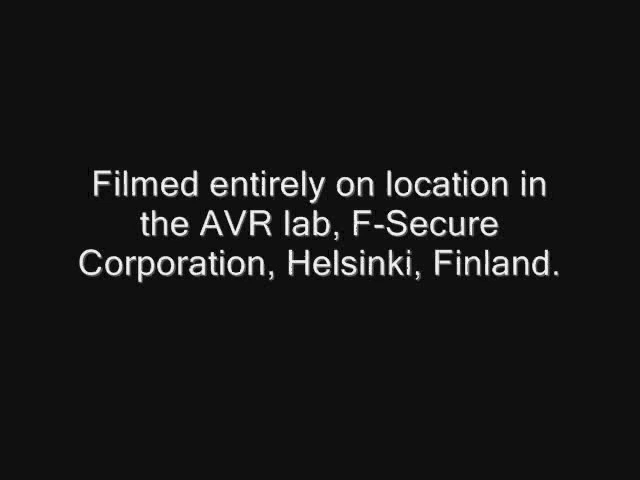 Filmed entirely on location in
the AVR lab, F-Secure
Corporation, Helsinki, Finland.